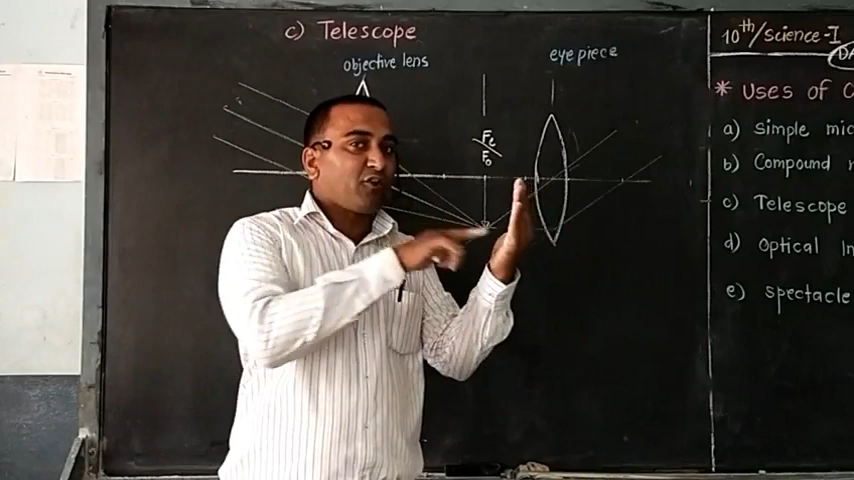 c) Telescope
objective lens
eye piece
Fe
Fo
10th/Science-I
* Uses of
a) Simple
b) Compound
c) Telescope
d) Optical
e) Spectacle